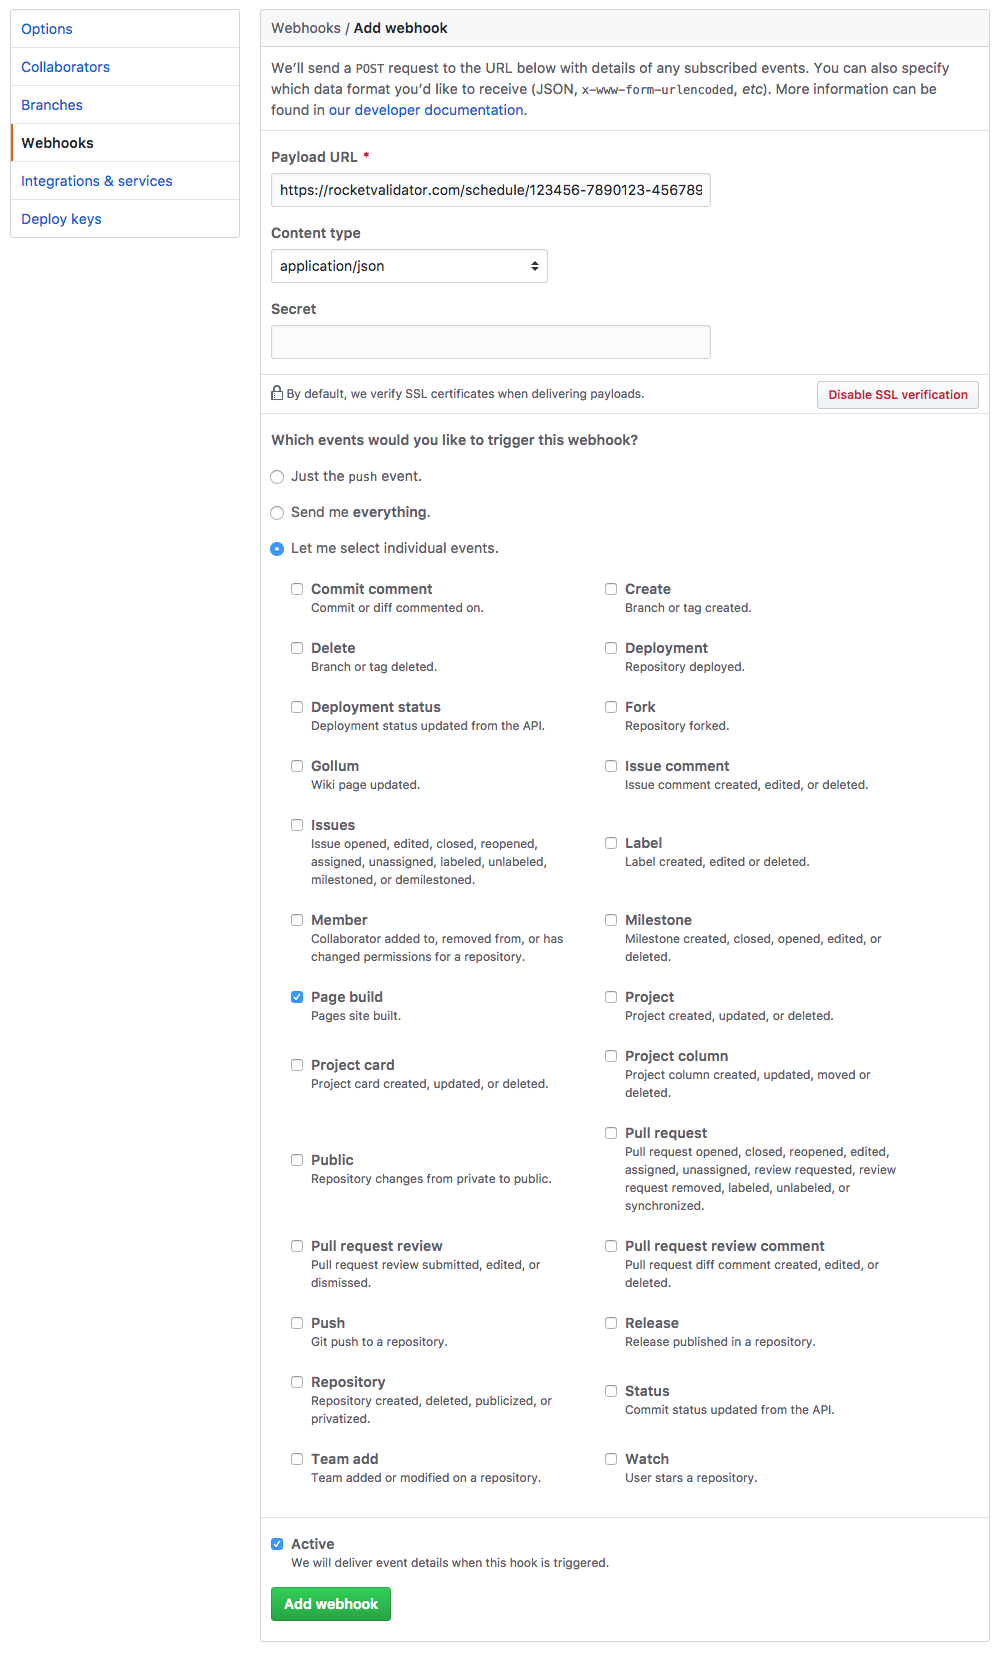 Options
Collaborators
Branches
Webhooks
Integrations & services
Deploy keys
Webhooks / Add webhook
We’ll send a POST request to the URL below with details of any subscribed events. You can also specify
which data format you’d like to receive (JSON, x-www-form-urlencoded, etc). More information can be
found in our developer documentation.
Payload URL *
https://rocketvalidator.com/schedule/123456-7890123-456789
Content type
application/json
Secret
By default, we verify SSL certificates when delivering payloads.
Disable SSL verification
Which events would you like to trigger this webhook?
Just the push event.
Send me everything.
Let me select individual events.
Commit comment
Commit or diff commented on.
Create
Branch or tag created.
Delete
Branch or tag deleted.
Deployment
Repository deployed.
Deployment status
Deployment status updated from the API.
Fork
Repository forked.
Gollum
Wiki page updated.
Issue comment
Issue comment created, edited, or deleted.
Issues
Issue opened, edited, closed, reopened,
assigned, unassigned, labeled, unlabeled,
milestoned, or demilestoned.
Label
Label created, edited or deleted.
Member
Collaborator added to, removed from, or has
changed permissions for a repository.
Milestone
Milestone created, closed, opened, edited, or
deleted.
Page build
Pages site built.
Project
Project created, updated, or deleted.
Project card
Project card created, updated, or deleted.
Project column
Project column created, updated, moved or
deleted.
Public
Repository changes from private to public.
Pull request
Pull request opened, closed, reopened, edited,
assigned, unassigned, review requested, review
request removed, labeled, unlabeled, or
synchronized.
Pull request review
Pull request review submitted, edited, or
dismissed.
Pull request review comment
Pull request diff comment created, edited, or
deleted.
Push
Git push to a repository.
Release
Release published in a repository.
Repository
Repository created, deleted, publicized, or
privatized.
Status
Commit status updated from the API.
Team add
Team added or modified on a repository.
Watch
User stars a repository.
Active
We will deliver event details when this hook is triggered.
Add webhook